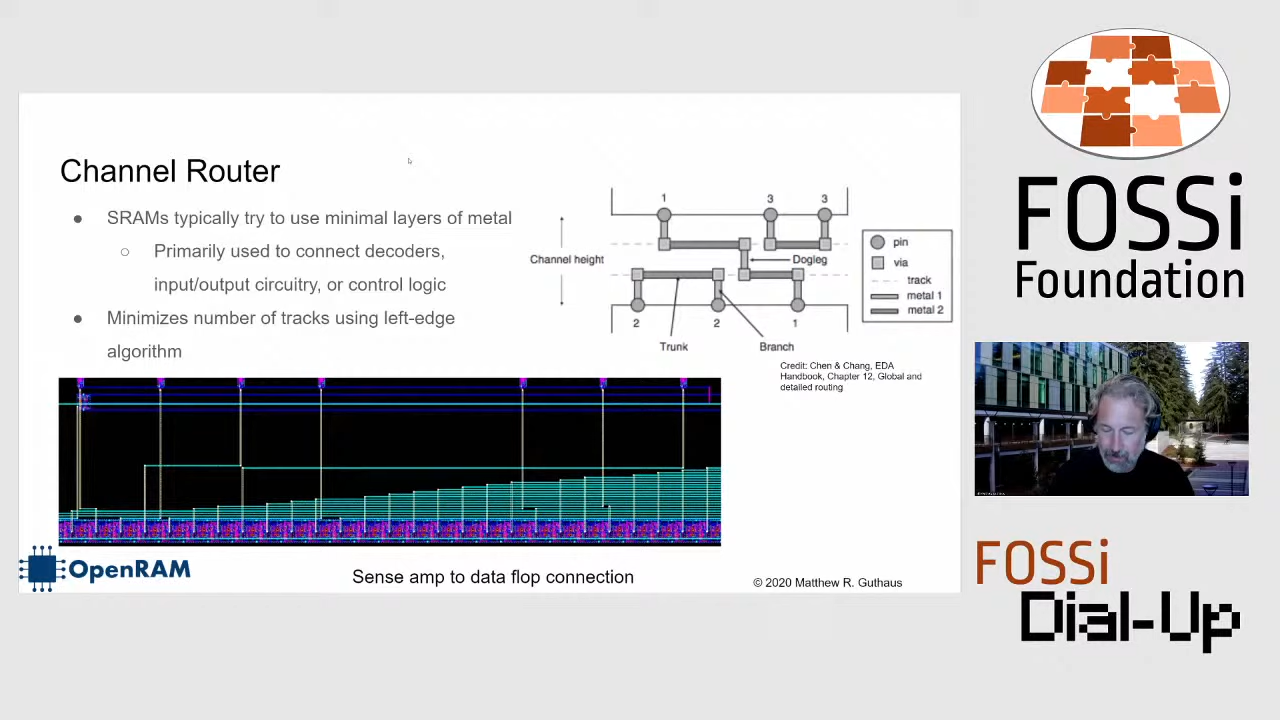 Channel Router
● SRAMs typically try to use minimal layers of metal
○ Primarily used to connect decoders,
input/output circuitry, or control logic
● Minimizes number of tracks using left-edge
algorithm
1 3 3
Channel height
Dogleg
2 2 1
Trunk Branch
pin
via
track
metal 1
metal 2
Credit: Chen & Chang, EDA
Handbook, Chapter 12, Global and
detailed routing
OpenRAM
Sense amp to data flop connection
© 2020 Matthew R. Guthaus
FOSSi
Foundation
FOSSi
Dial-Up